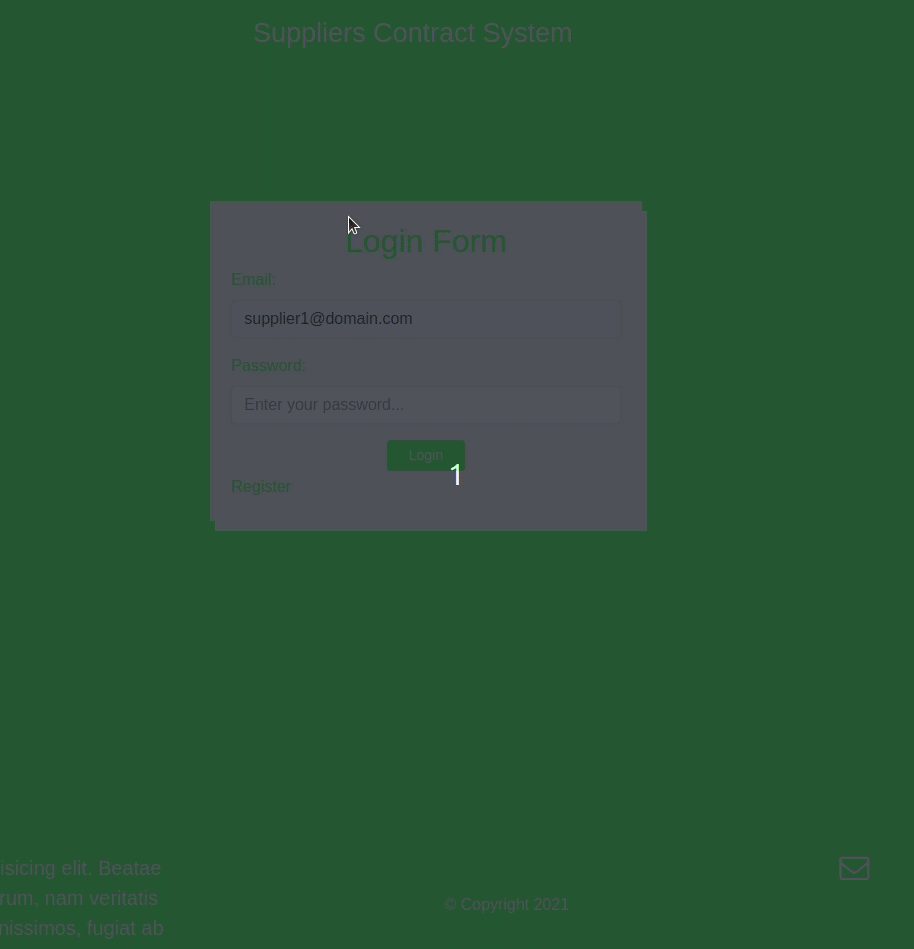 Suppliers Contract System
Login Form
Email:
supplier1@domain.com
Password:
Enter your password...
Login
1
Register
isicing elit. Beatae
rum, nam veritatis
nissimos, fugiat ab
© Copyright 2021